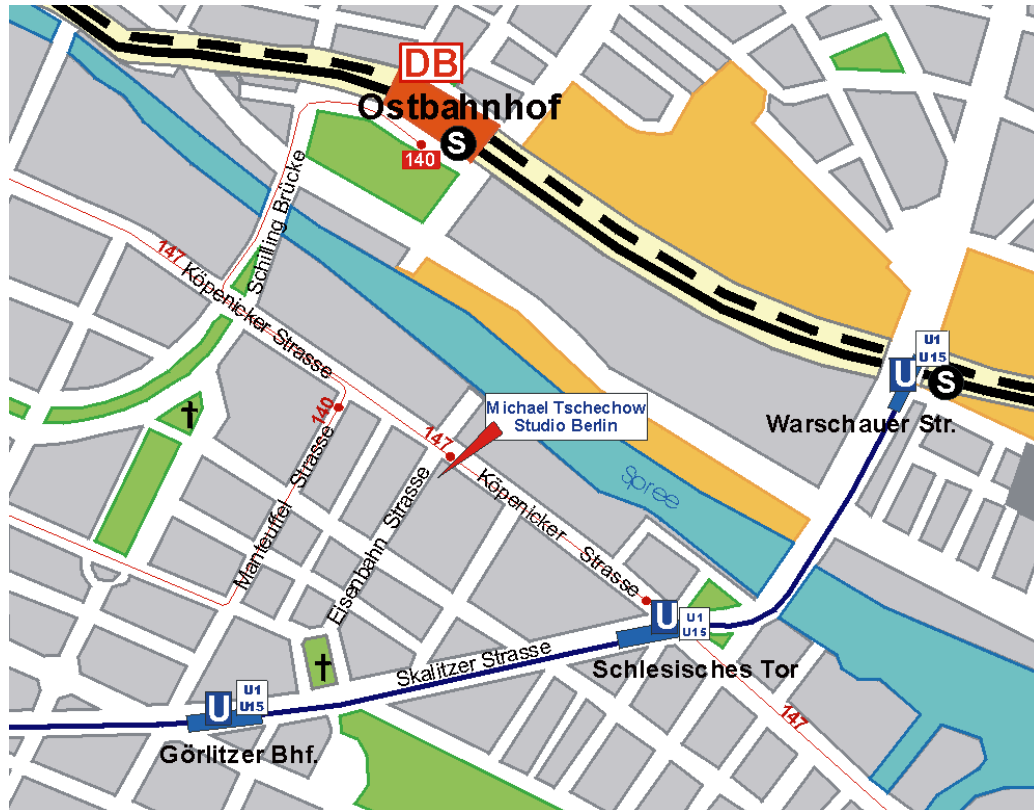 DB
Ostbahnhof
S
140
Schilling Brücke
147
Köpenicker Strasse
U1
U15
U
S
Warschauer Str.
Michael Tschechow
Studio Berlin
140
147
Manteuffel Strasse
Eisenbahn Strasse
Köpenicker Strasse
Spree
U
U1
U15
Skalitzer Strasse
Schlesisches Tor
U
U1
U15
Görlitzer Bhf.
147